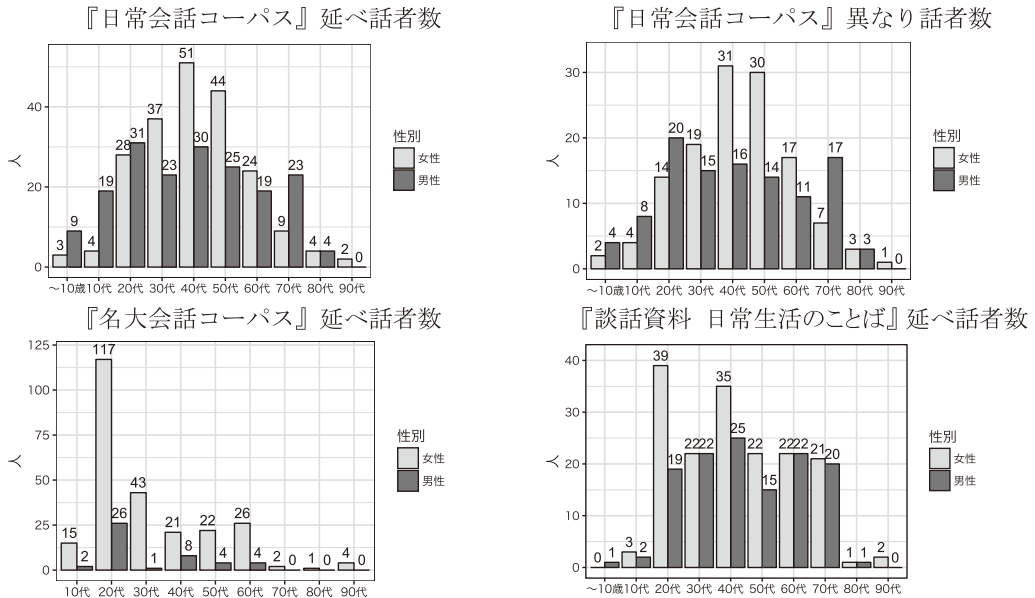 『日常会話コーパス』延べ話者数
人
40
20
0
3 9 4 19 28 31 37 23 51 30 44 25 24 19 9 23 4 4 2 0
～10歳 10代 20代 30代 40代 50代 60代 70代 80代 90代
性別
女性
男性
『日常会話コーパス』異なり話者数
人
30
20
10
0
2 4 4 8 14 20 19 15 31 16 30 14 17 11 7 17 3 3 1 0
～10歳 10代 20代 30代 40代 50代 60代 70代 80代 90代
性別
女性
男性
『名大会話コーパス』延べ話者数
人
125
100
75
50
25
0
15 2 117 26 43 1 21 8 22 4 26 4 2 0 1 0 4 0
10代 20代 30代 40代 50代 60代 70代 80代 90代
性別
女性
男性
『談話資料 日常生活のことば』延べ話者数
人
40
30
20
10
0
0 1 3 2 39 19 22 22 35 25 22 15 22 22 21 20 1 1 2 0
～10歳 10代 20代 30代 40代 50代 60代 70代 80代 90代
性別
女性
男性